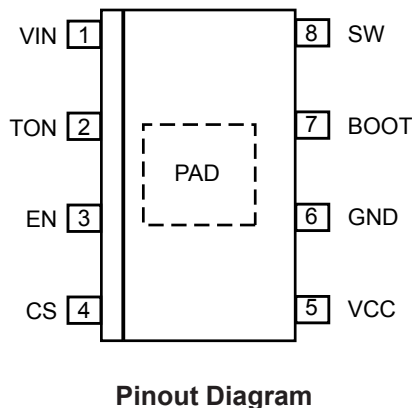 VIN 1 8 SW
TON 2 7 BOOT
PAD
EN 3 6 GND
CS 4 5 VCC
Pinout Diagram